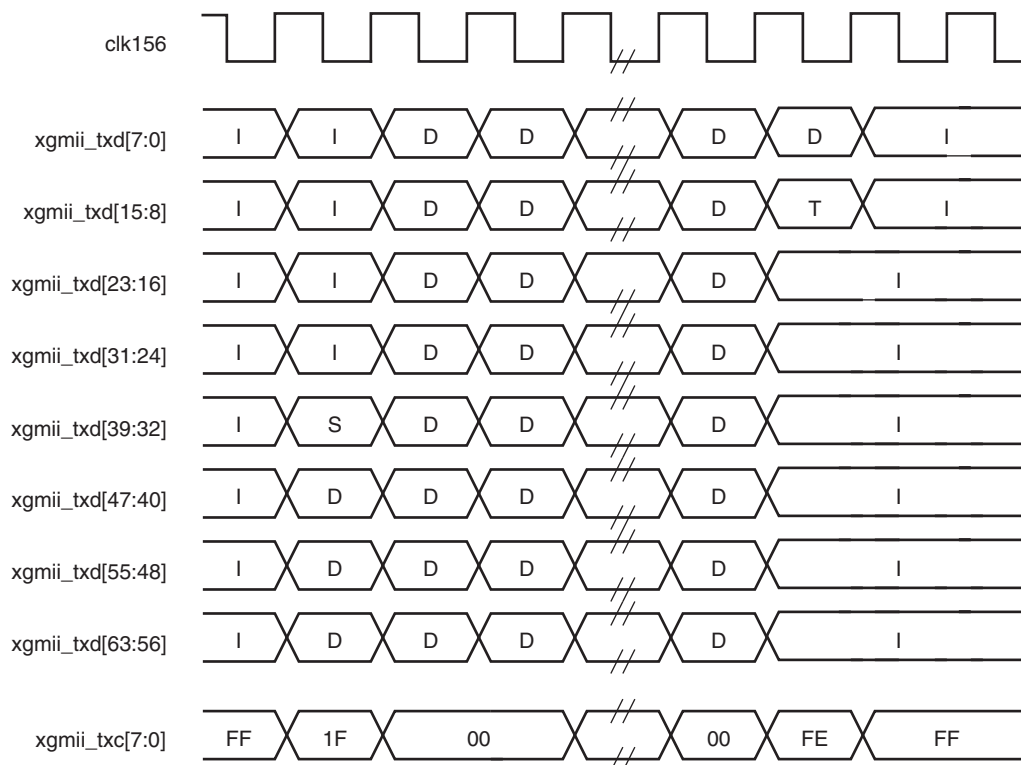 clk156
xgmii_txd[7:0] I I D D D D I
xgmii_txd[15:8] I I D D D T I
xgmii_txd[23:16] I I D D D I
xgmii_txd[31:24] I I D D D I
xgmii_txd[39:32] I S D D D I
xgmii_txd[47:40] I D D D D I
xgmii_txd[55:48] I D D D D I
xgmii_txd[63:56] I D D D D I
xgmii_txc[7:0] FF 1F 00 00 FE FF